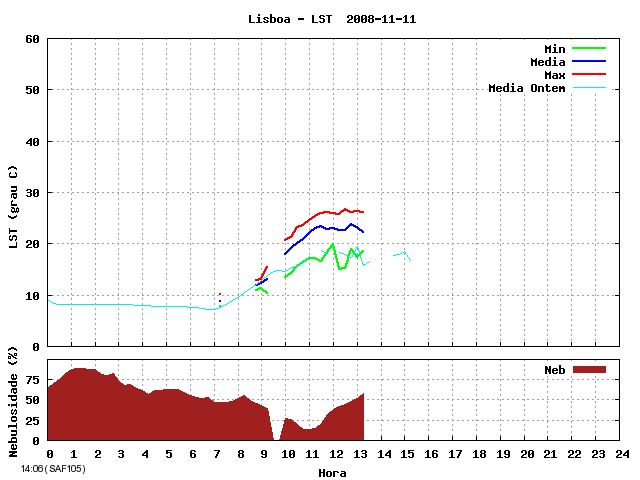 Lisboa - LST 2008-11-11
60
50
40
30
20
10
0
LST (grau C)
Min
Media
Max
Media Ontem
75
50
25
0
Nebulosidade (%)
Neb
0 1 2 3 4 5 6 7 8 9 10 11 12 13 14 15 16 17 18 19 20 21 22 23 24
14:06(SAF105)
Hora